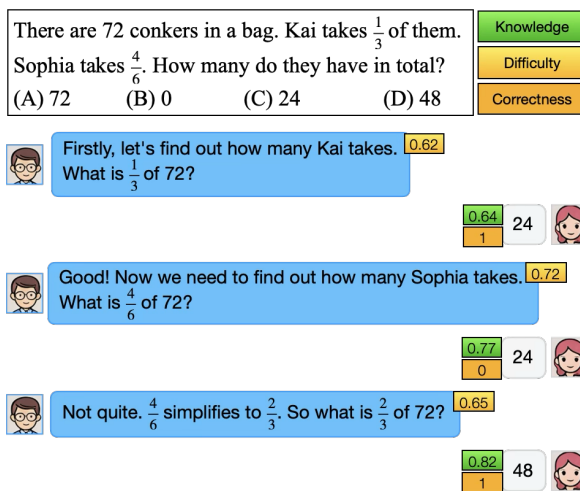 There are 72 conkers in a bag. Kai takes 1/3 of them.
Sophia takes 4/6. How many do they have in total?
(A) 72 (B) 0 (C) 24 (D) 48
Knowledge
Difficulty
Correctness
Firstly, let's find out how many Kai takes.
What is 1/3 of 72?
0.62
0.64
1
24
Good! Now we need to find out how many Sophia takes.
What is 4/6 of 72?
0.72
0.77
0
24
Not quite. 4/6 simplifies to 2/3. So what is 2/3 of 72?
0.65
0.82
1
48